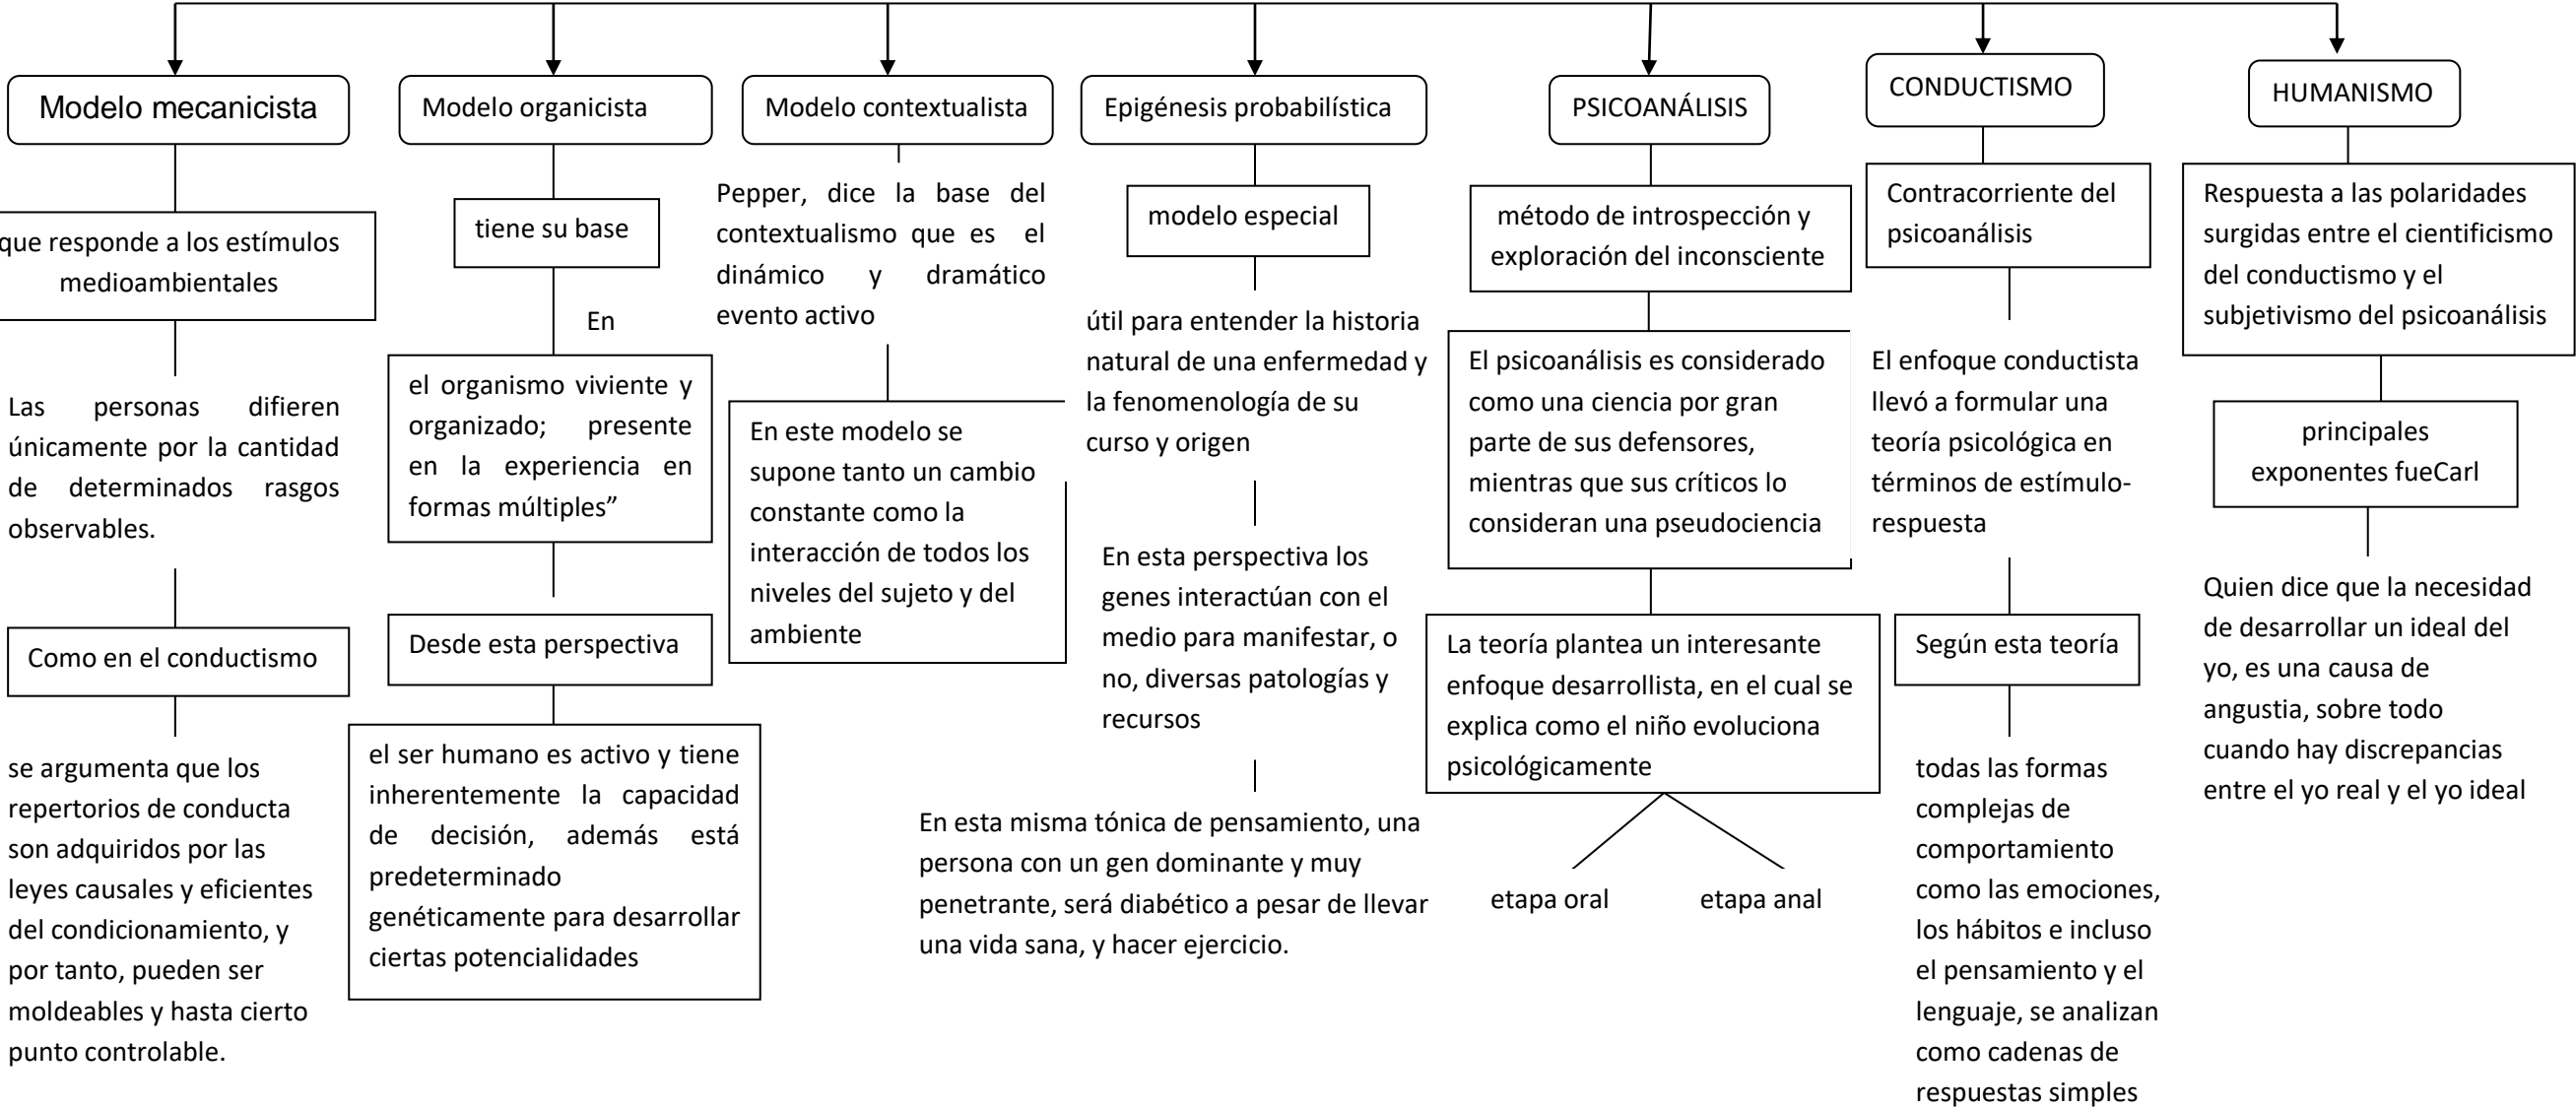 Modelo mecanicista
que responde a los estímulos
medioambientales
Las personas difieren
únicamente por la cantidad
de determinados rasgos
observables.
Como en el conductismo
se argumenta que los
repertorios de conducta
son adquiridos por las
leyes causales y eficientes
del condicionamiento, y
por tanto, pueden ser
moldeables y hasta cierto
punto controlable.
Modelo organicista
tiene su base
En
el organismo viviente y
organizado; presente
en la experiencia en
formas múltiples”
Desde esta perspectiva
el ser humano es activo y tiene
inherentemente la capacidad
de decisión, además está
predeterminado
genéticamente para desarrollar
ciertas potencialidades
Modelo contextualista
Pepper, dice la base del
contextualismo que es el
dinámico y dramático
evento activo
En este modelo se
supone tanto un cambio
constante como la
interacción de todos los
niveles del sujeto y del
ambiente
Epigénesis probabilística
modelo especial
útil para entender la historia
natural de una enfermedad y
la fenomenología de su
curso y origen
En esta perspectiva los
genes interactúan con el
medio para manifestar, o
no, diversas patologías y
recursos
En esta misma tónica de pensamiento, una
persona con un gen dominante y muy
penetrante, será diabético a pesar de llevar
una vida sana, y hacer ejercicio.
PSICOANÁLISIS
método de introspección y
exploración del inconsciente
El psicoanálisis es considerado
como una ciencia por gran
parte de sus defensores,
mientras que sus críticos lo
consideran una pseudociencia
La teoría plantea un interesante
enfoque desarrollista, en el cual se
explica como el niño evoluciona
psicológicamente
etapa oral
etapa anal
CONDUCTISMO
Contracorriente del
psicoanálisis
El enfoque conductista
llevó a formular una
teoría psicológica en
términos de estímulo-
respuesta
Según esta teoría
todas las formas
complejas de
comportamiento
como las emociones,
los hábitos e incluso
el pensamiento y el
lenguaje, se analizan
como cadenas de
respuestas simples
HUMANISMO
Respuesta a las polaridades
surgidas entre el cientificismo
del conductismo y el
subjetivismo del psicoanálisis
principales
exponentes fueCarl
Quien dice que la necesidad
de desarrollar un ideal del
yo, es una causa de
angustia, sobre todo
cuando hay discrepancias
entre el yo real y el yo ideal